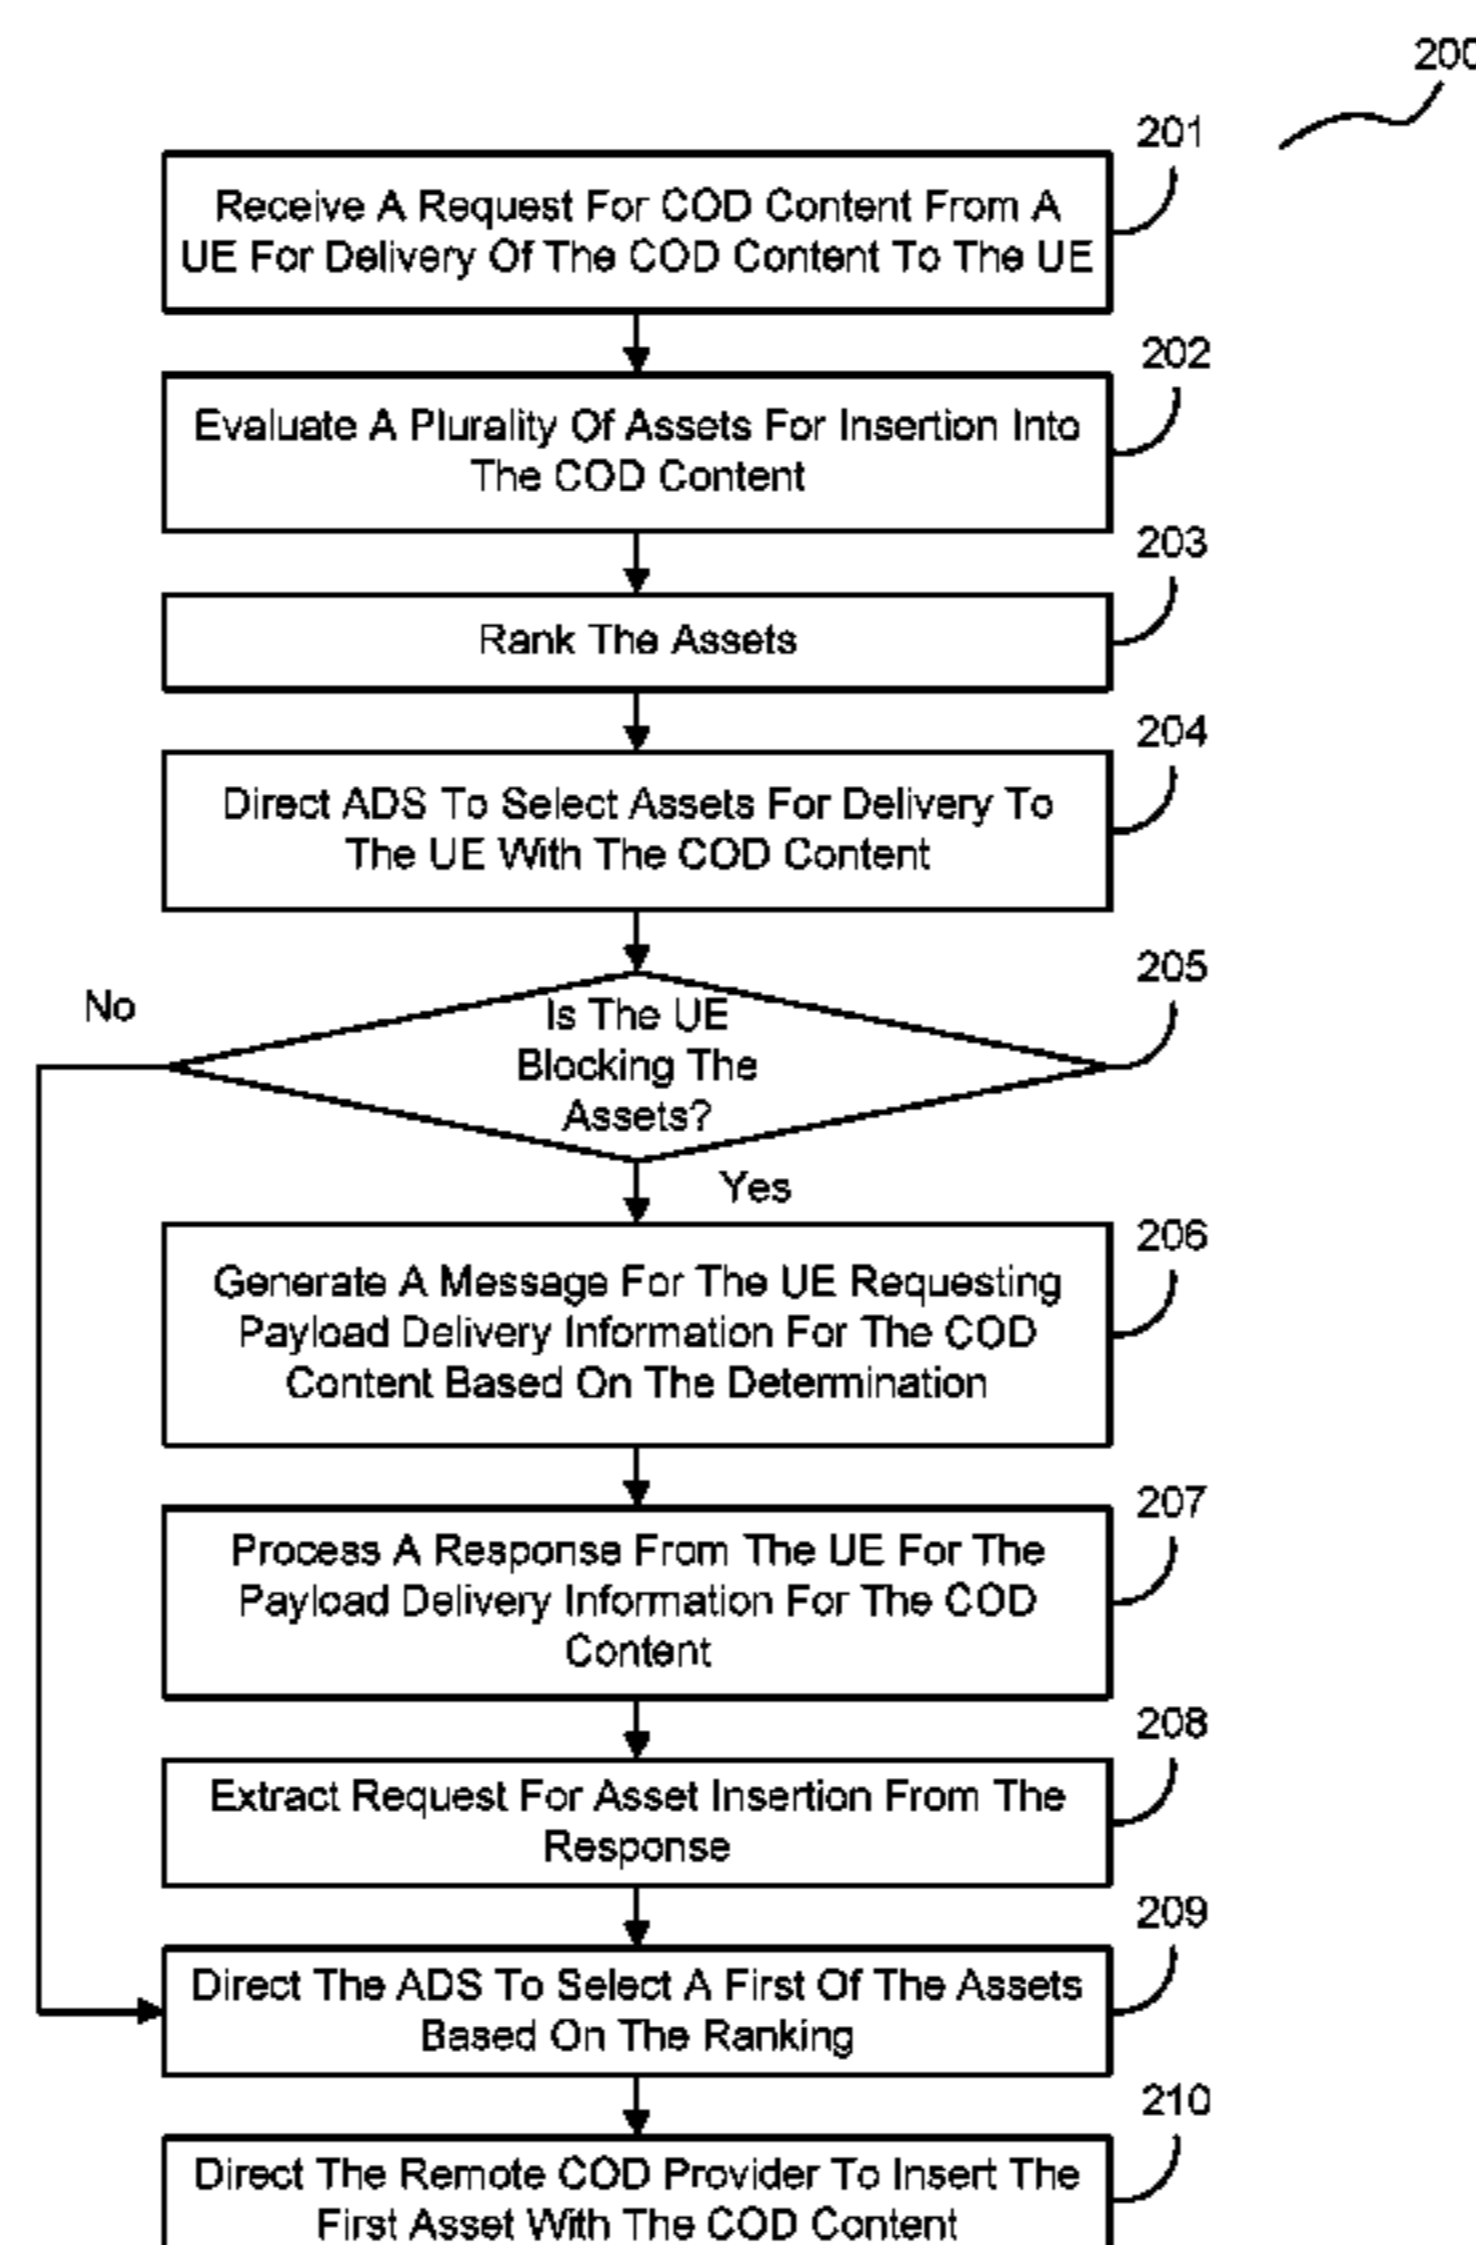 200
201
Receive A Request For COD Content From A
UE For Delivery Of The COD Content To The UE
202
Evaluate A Plurality Of Assets For Insertion Into
The COD Content
203
Rank The Assets
204
Direct ADS To Select Assets For Delivery To
The UE With The COD Content
205
No
Is The UE
Blocking The
Assets?
Yes
206
Generate A Message For The UE Requesting
Payload Delivery Information For The COD
Content Based On The Determination
207
Process A Response From The UE For The
Payload Delivery Information For The COD
Content
208
Extract Request For Asset Insertion From The
Response
209
Direct The ADS To Select A First Of The Assets
Based On The Ranking
210
Direct The Remote COD Provider To Insert The
First Asset With The COD Content